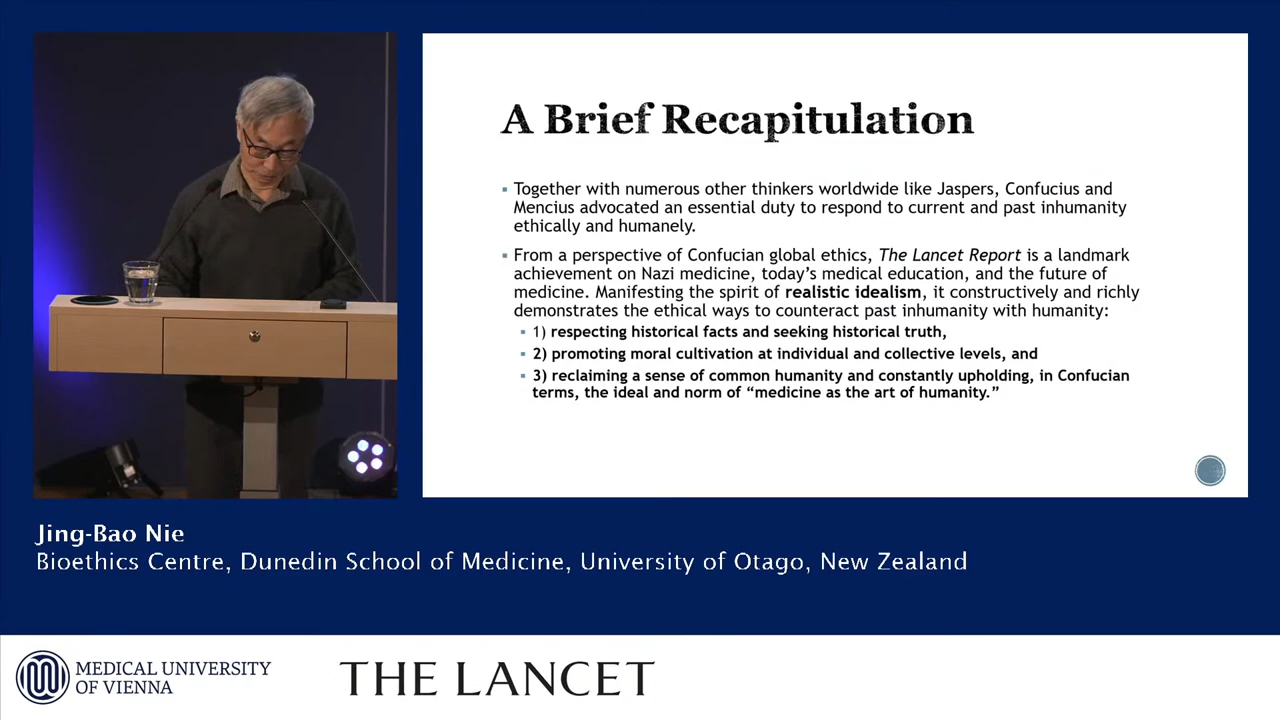 A Brief Recapitulation
Together with numerous other thinkers worldwide like Jaspers, Confucius and
Mencius advocated an essential duty to respond to current and past inhumanity
ethically and humanely.
From a perspective of Confucian global ethics, The Lancet Report is a landmark
achievement on Nazi medicine, today's medical education, and the future of
medicine. Manifesting the spirit of realistic idealism, it constructively and richly
demonstrates the ethical ways to counteract past inhumanity with humanity:
1) respecting historical facts and seeking historical truth,
2) promoting moral cultivation at individual and collective levels, and
3) reclaiming a sense of common humanity and constantly upholding, in Confucian
terms, the ideal and norm of “medicine as the art of humanity.”
Jing-Bao Nie
Bioethics Centre, Dunedin School of Medicine, University of Otago, New Zealand
MEDICAL UNIVERSITY
OF VIENNA
THE LANCET